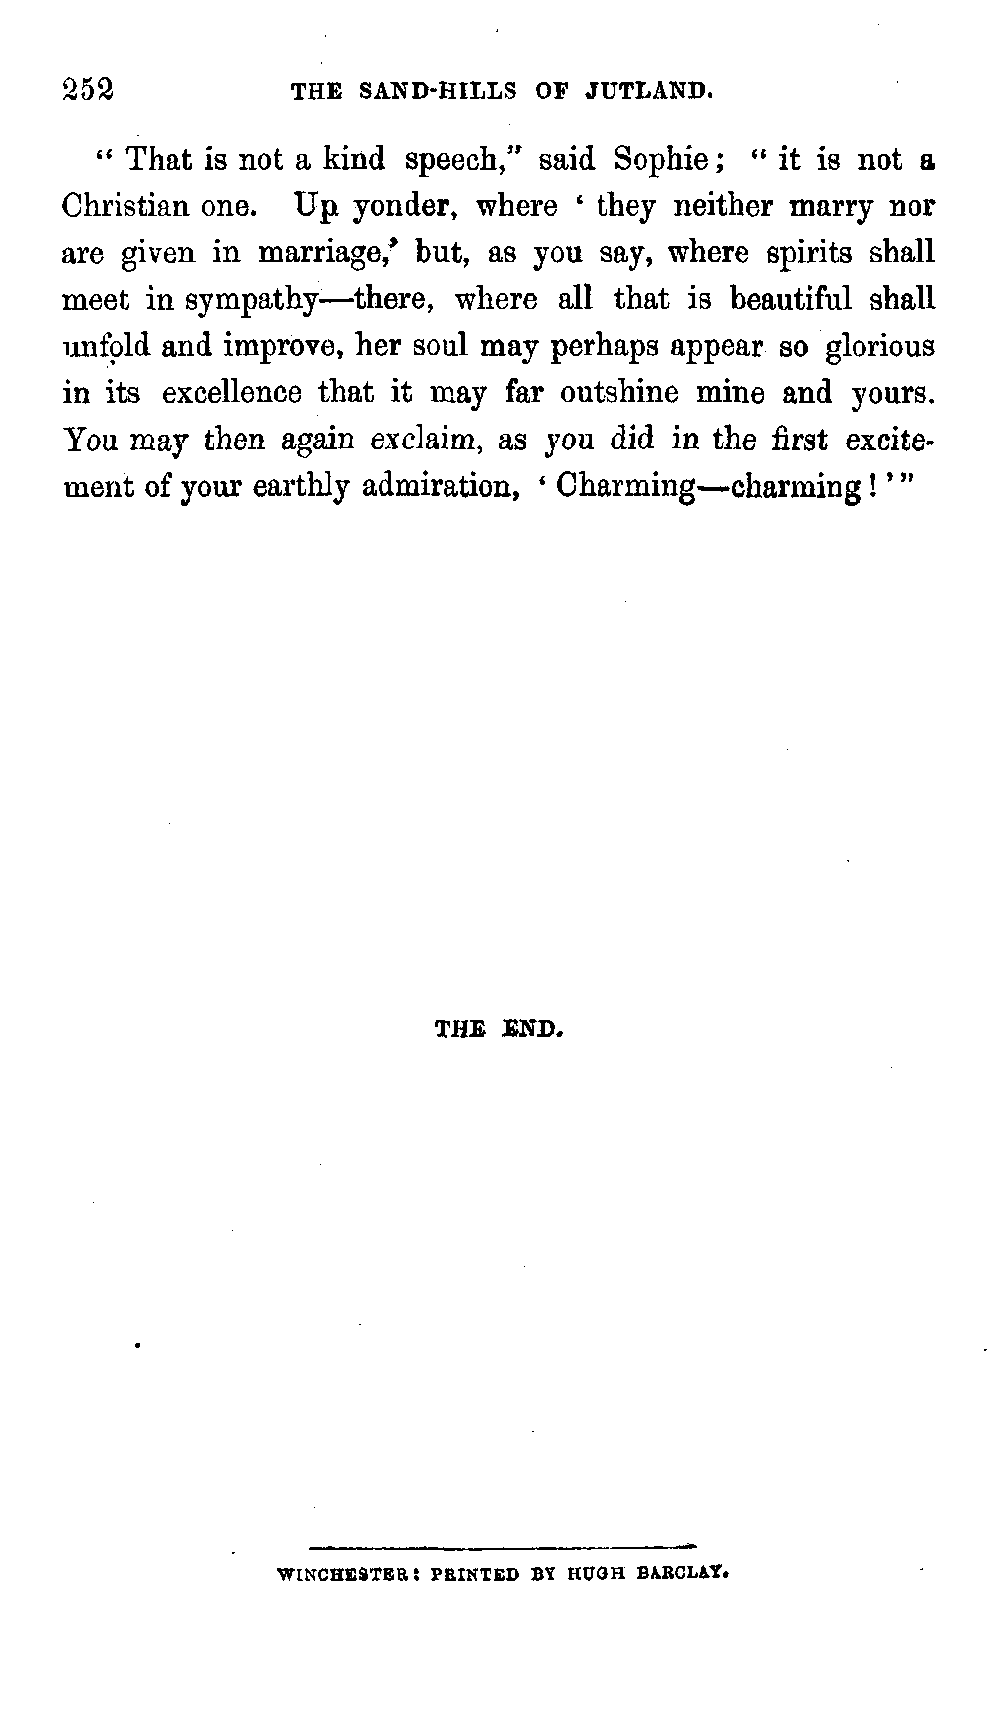 252 THE SAND-HILLS OF JUTLAND.
“ That is not a kind speech,” said Sophie; “ it is not a
Christian one. Up yonder, where ‘ they neither marry nor
are given in marriage,’ but, as you say, where spirits shall
meet in sympathy—there, where all that is beautiful shall
unfold and improve, her soul may perhaps appear so glorious
in its excellence that it may far outshine mine and yours.
You may then again exclaim, as you did in the first excite-
ment of your earthly admiration, ‘ Charming—charming ! ’ ”
THE END.
WINCHESTER: PRINTED BY HUGH BARCLAY.